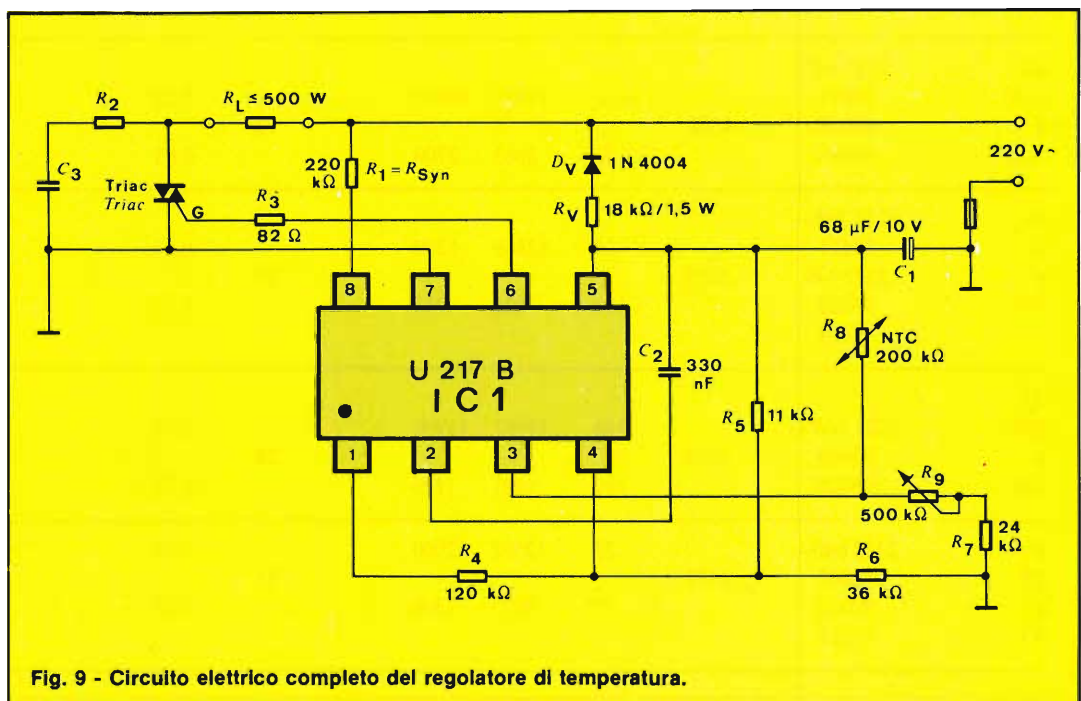 R2
RL ≤ 500 W
220 V~
C3
Triac
Triac
G
R3
82 Ω
220 kΩ
R1 = RSyn
DV
1 N 4004
RV
18 kΩ/1,5 W
68 µF/10 V
C1
8
7
6
5
U 217 B
IC1
1
2
3
4
C2
330 nF
R5
11 kΩ
R8
NTC
200 kΩ
R9
500 kΩ
R7
24 kΩ
R4
120 kΩ
R6
36 kΩ
Fig. 9 - Circuito elettrico completo del regolatore di temperatura.